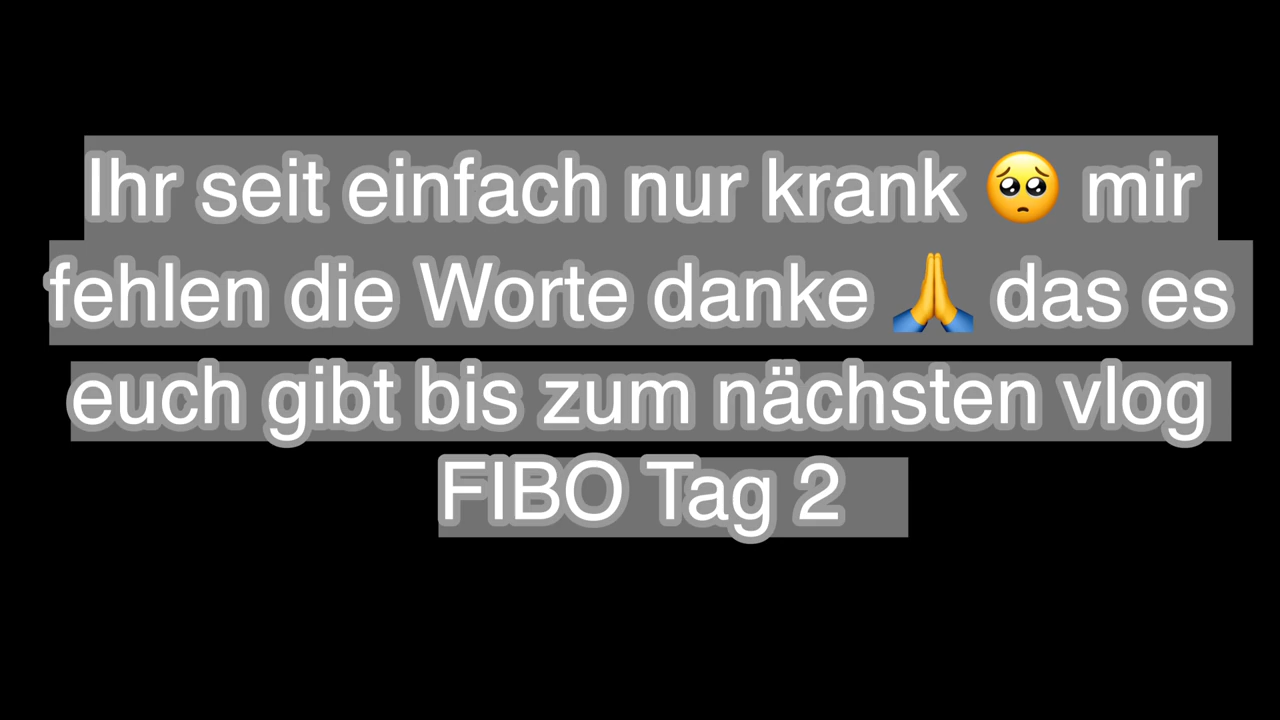 Ihr seit einfach nur krank 🥺 mir
fehlen die Worte danke 🙏 das es
euch gibt bis zum nächsten vlog
FIBO Tag 2